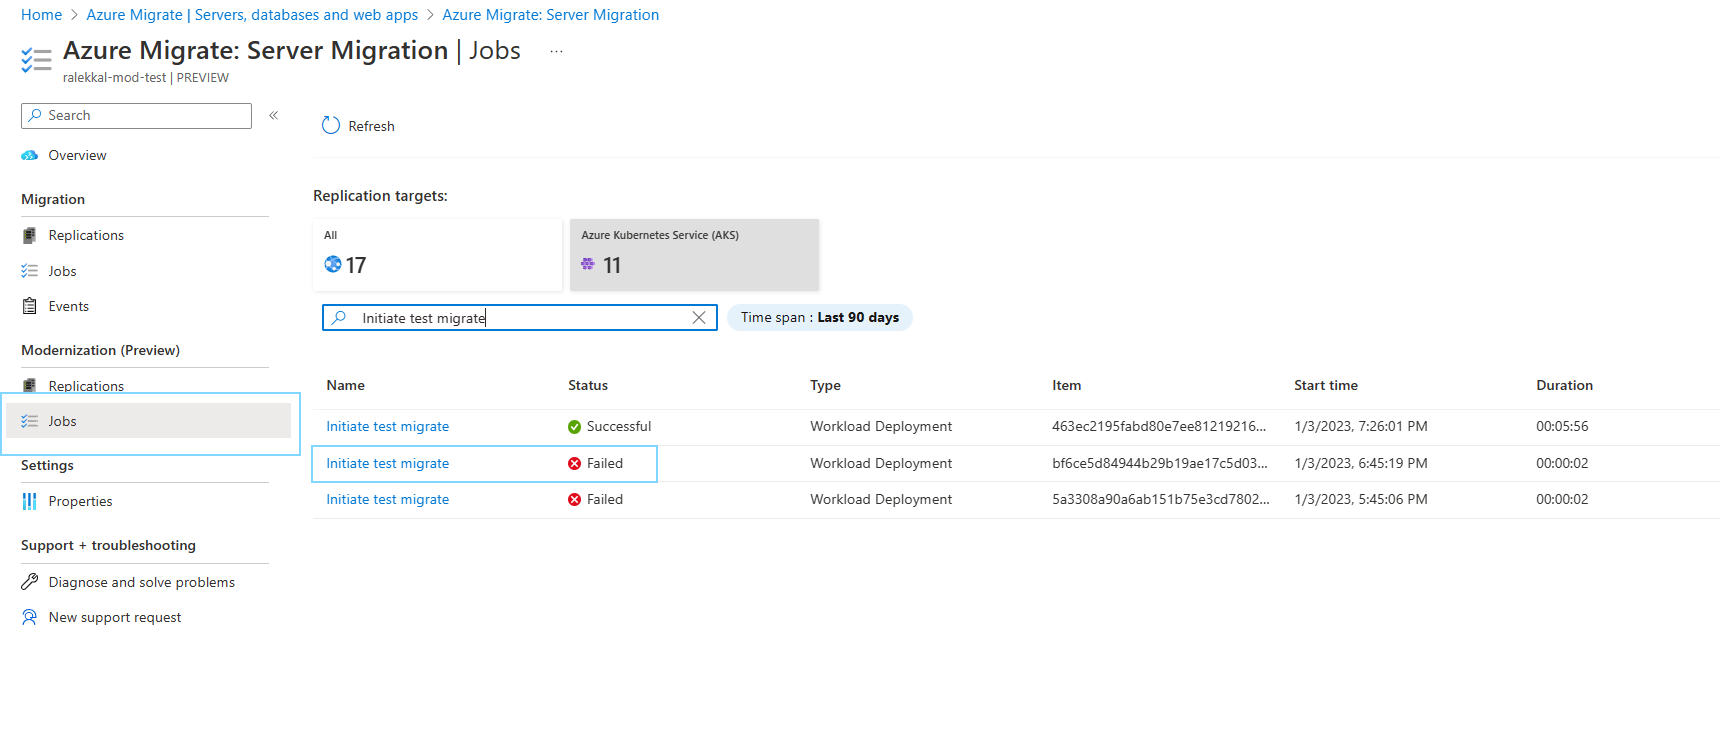 Home > Azure Migrate | Servers, databases and web apps > Azure Migrate: Server Migration
Azure Migrate: Server Migration | Jobs ...
ralekkal-mod-test | PREVIEW
Search «
Overview
Migration
Replications
Jobs
Events
Modernization (Preview)
Replications
Jobs
Settings
Properties
Support + troubleshooting
Diagnose and solve problems
New support request
Refresh
Replication targets:
All
17
Azure Kubernetes Service (AKS)
11
Initiate test migrate
Time span : Last 90 days
Name Status Type Item Start time Duration
Initiate test migrate Successful Workload Deployment 463ec2195fabd80e7ee81219216... 1/3/2023, 7:26:01 PM 00:05:56
Initiate test migrate Failed Workload Deployment bf6ce5d84944b29b19ae17c5d03... 1/3/2023, 6:45:19 PM 00:00:02
Initiate test migrate Failed Workload Deployment 5a3308a90a6ab151b75e3cd7802... 1/3/2023, 5:45:06 PM 00:00:02